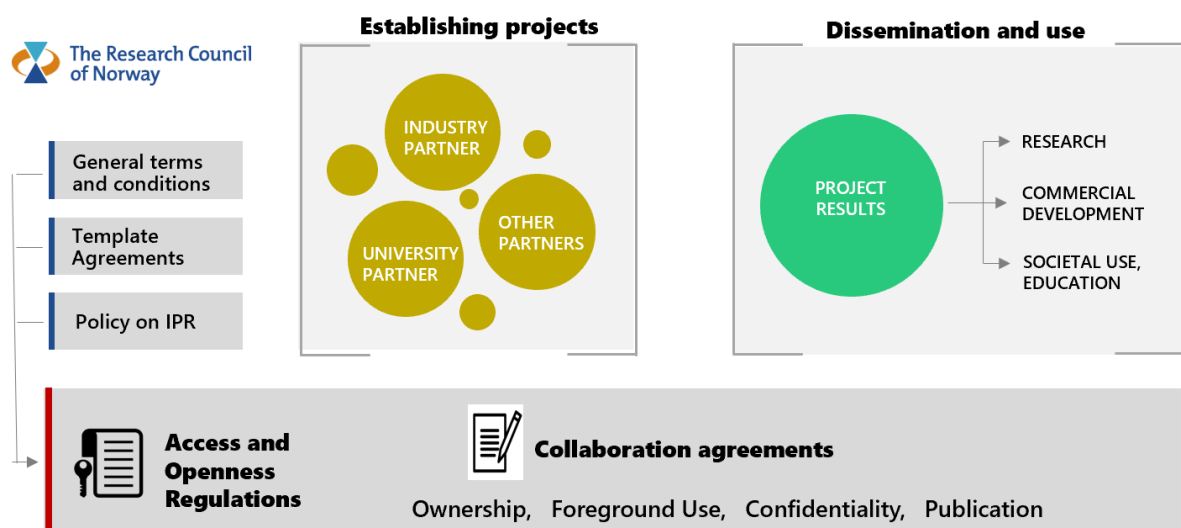 The Research Council
of Norway
General terms
and conditions
Template
Agreements
Policy on IPR
Establishing projects
INDUSTRY
PARTNER
OTHER
PARTNERS
UNIVERSITY
PARTNER
Dissemination and use
PROJECT
RESULTS
RESEARCH
COMMERCIAL
DEVELOPMENT
SOCIETAL USE,
EDUCATION
Access and
Openness
Regulations
Collaboration agreements
Ownership, Foreground Use, Confidentiality, Publication